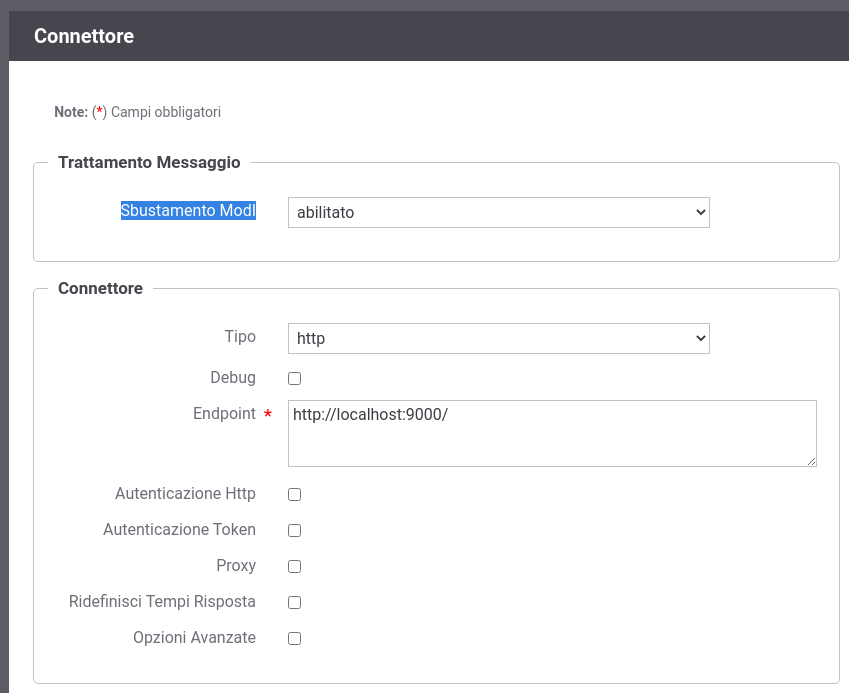 Connettore
Note: (*) Campi obbligatori
Trattamento Messaggio
Sbustamento ModI abilitato
Connettore
Tipo http
Debug
Endpoint * http://localhost:9000/
Autenticazione Http
Autenticazione Token
Proxy
Ridefinisci Tempi Risposta
Opzioni Avanzate